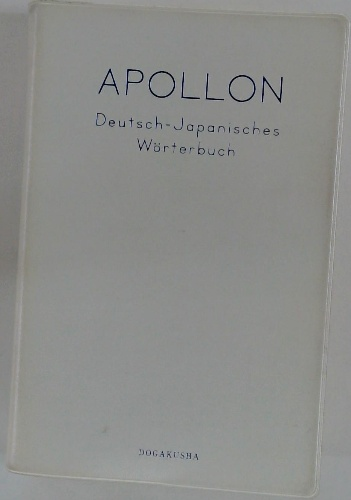 APOLLON
Deutsch-Japanisches
Wörterbuch
DOGAKUSHA